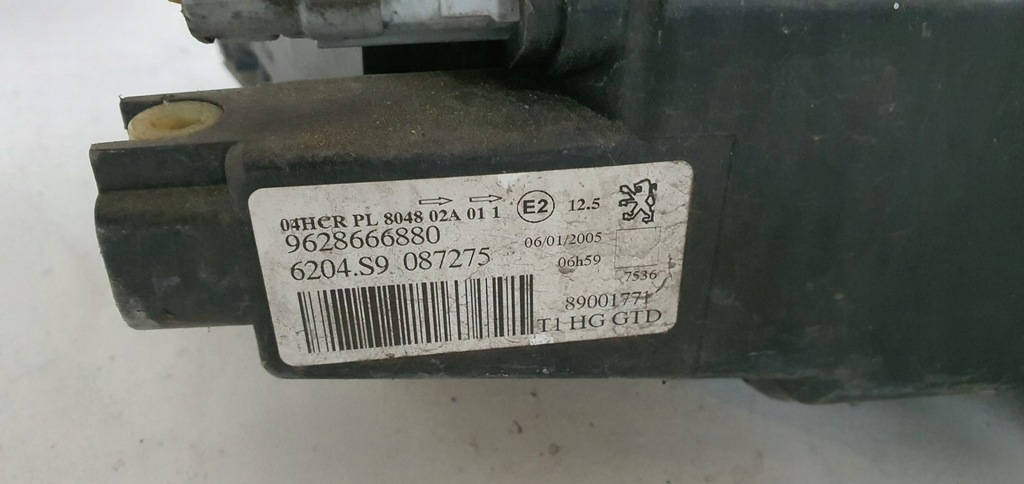 04HCR PL 8048 02A 01 1 E2 12.5
9628666880 06/01/2005
6204.S9 087275 06h59
7536
89001771
T1 HG GTD